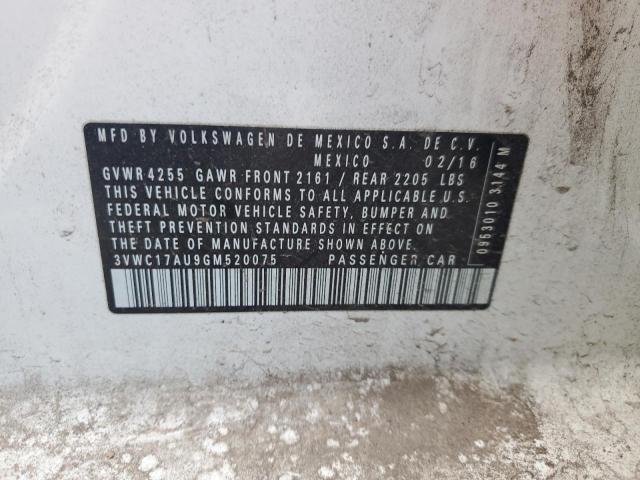 MFD BY VOLKSWAGEN DE MEXICO S.A. DE C.V.
MEXICO 02/16
GVWR 4255 GAWR FRONT 2161 / REAR 2205 LBS
THIS VEHICLE CONFORMS TO ALL APPLICABLE U.S.
FEDERAL MOTOR VEHICLE SAFETY, BUMPER AND
THEFT PREVENTION STANDARDS IN EFFECT ON
THE DATE OF MANUFACTURE SHOWN ABOVE.
3VWC17AU9GM520075 PASSENGER CAR
0953010 3144 M